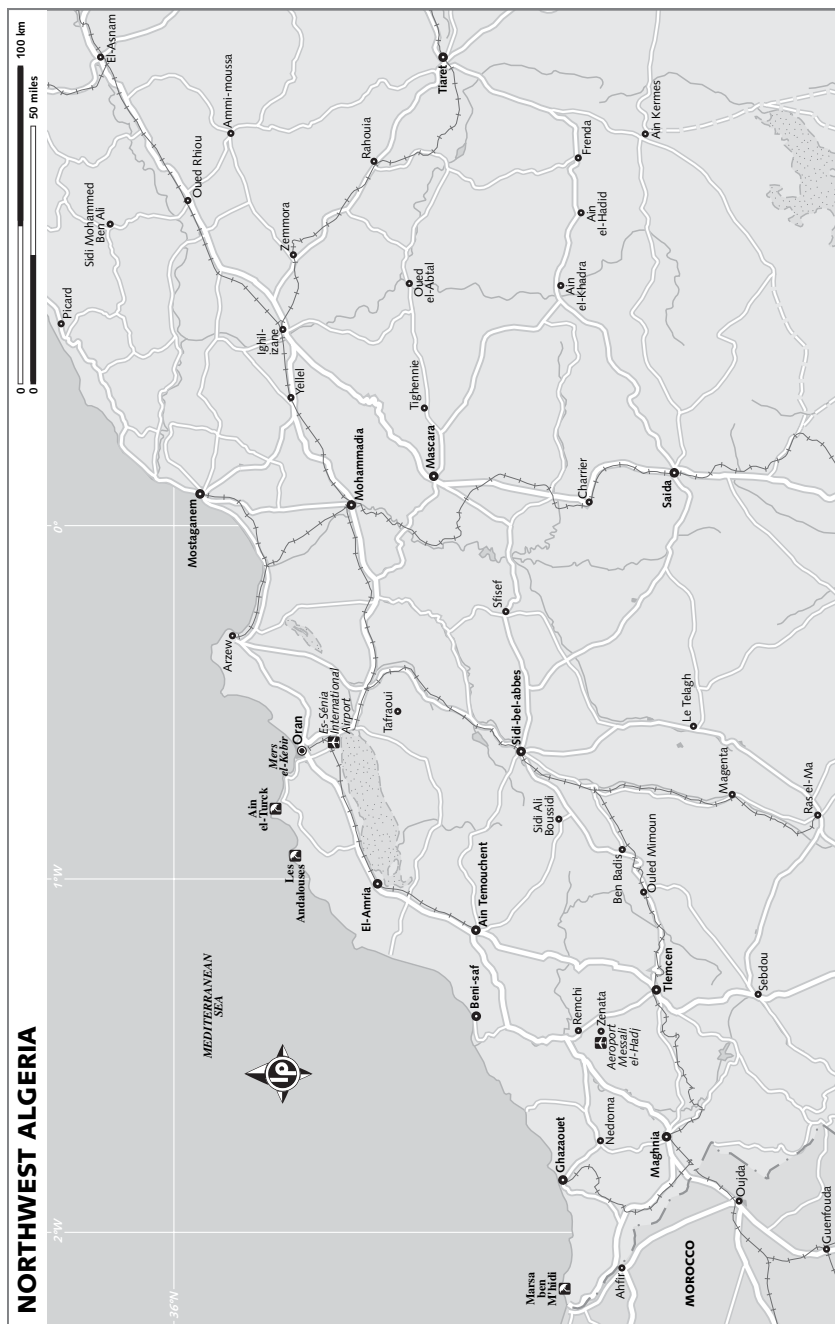 NORTHWEST ALGERIA
0
100 km
0
50 miles
2°W
1°W
0°
36°N
MEDITERRANEAN
SEA
lp
El-Asnam
Ammi-moussa
Oued Rhiou
Sidi Mohammed
Ben Ali
Picard
Zemmora
Rahouia
Tiaret
Ighil-
izane
Yellel
Oued
el-Abtal
Frenda
Ain Kermes
Ain
el-Hadid
Ain
el-Khadra
Tighennie
Mascara
Mohammadia
Mostaganem
Charrier
Saida
Arzew
Sfisef
Oran
Mers
el-Kebir
Es-Sénia
International
Airport
Tafraoui
Sidi-bel-abbes
Le Telagh
Magenta
Ras el-Ma
Ain
el-Turck
Les
Andalouses
El-Amria
Sidi Ali
Boussidi
Ben Badis
Ouled Mimoun
Ain Temouchent
Beni-saf
Tlemcen
Sebdou
Remchi
Zenata
Aeroport
Messali
el-Hadj
Nedroma
Ghazaouet
Maghnia
Oujda
Guenfouda
Marsa
ben
M'hidi
Ahfir
MOROCCO